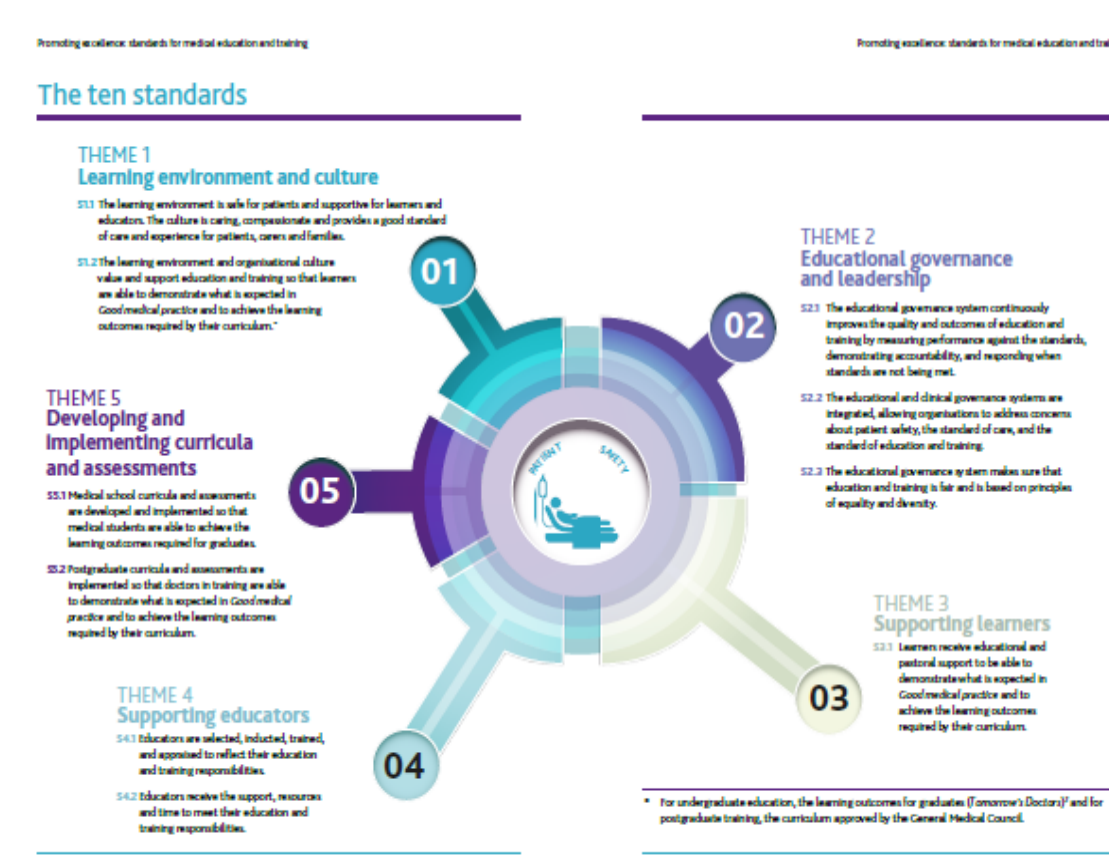 Promoting excellence: standards for medical education and training
Promoting excellence: standards for medical education and trai
The ten standards
THEME 1
Learning environment and culture
S1.1 The learning environment is safe for patients and supportive for learners and
educators. The culture is caring, compassionate and provides a good standard
of care and experience for patients, carers and families.
S1.2 The learning environment and organisational culture
value and support education and training so that learners
are able to demonstrate what is expected in
Good medical practice and to achieve the learning
outcomes required by their curriculum.*
01
THEME 2
Educational governance
and leadership
S2.1 The educational governance system continuously
improves the quality and outcomes of education and
training by measuring performance against the standards,
demonstrating accountability, and responding when
standards are not being met.
S2.2 The educational and clinical governance systems are
integrated, allowing organisations to address concerns
about patient safety, the standard of care, and the
standard of education and training.
S2.3 The educational governance system makes sure that
education and training is fair and is based on principles
of equality and diversity.
02
THEME 5
Developing and
implementing curricula
and assessments
S5.1 Medical school curricula and assessments
are developed and implemented so that
medical students are able to achieve the
learning outcomes required for graduates.
S5.2 Postgraduate curricula and assessments are
implemented so that doctors in training are able
to demonstrate what is expected in Good medical
practice and to achieve the learning outcomes
required by their curriculum.
05
PATIENT SAFETY
THEME 3
Supporting learners
S3.1 Learners receive educational and
pastoral support to be able to
demonstrate what is expected in
Good medical practice and to
achieve the learning outcomes
required by their curriculum.
03
THEME 4
Supporting educators
S4.1 Educators are selected, inducted, trained,
and appraised to reflect their education
and training responsibilities.
S4.2 Educators receive the support, resources
and time to meet their education and
training responsibilities.
04
* For undergraduate education, the learning outcomes for graduates (Tomorrow's Doctors)² and for
postgraduate training, the curriculum approved by the General Medical Council.